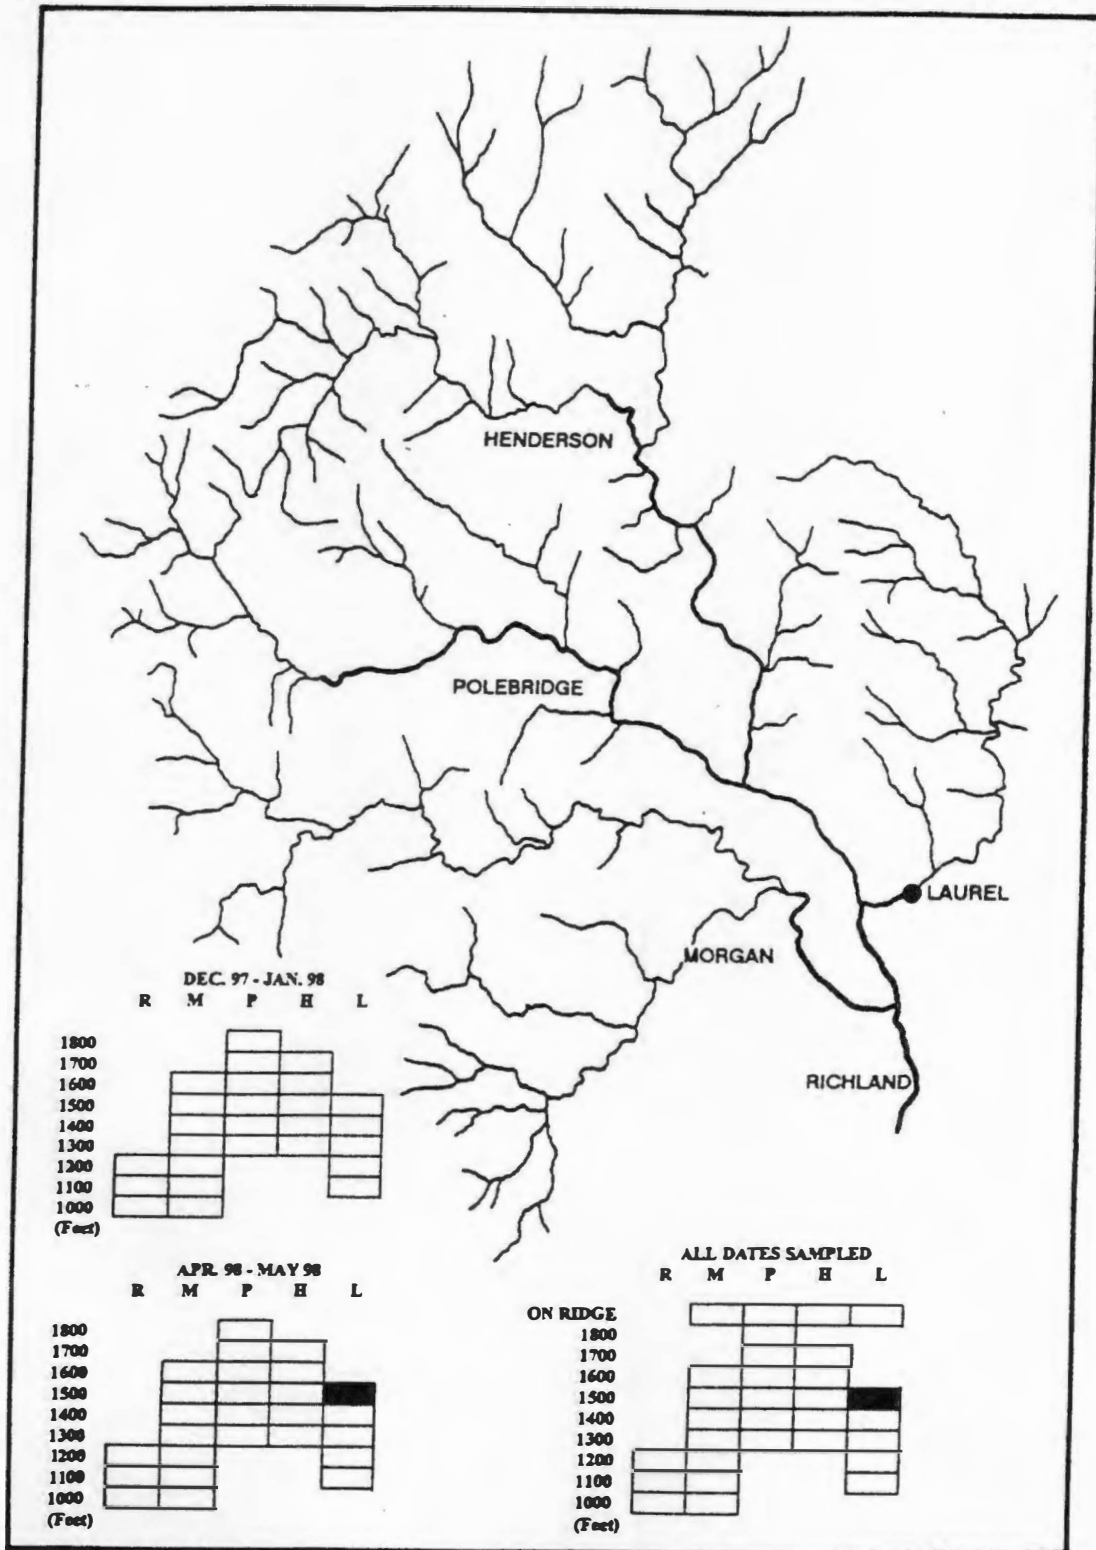 HENDERSON
POLEBRIDGE
LAUREL
MORGAN
RICHLAND
DEC. 97 - JAN. 98
R M P H L
1800
1700
1600
1500
1400
1300
1200
1100
1000
(Feet)
APR. 98 - MAY 98
R M P H L
1800
1700
1600
1500
1400
1300
1200
1100
1000
(Feet)
ALL DATES SAMPLED
R M P H L
ON RIDGE
1800
1700
1600
1500
1400
1300
1200
1100
1000
(Feet)